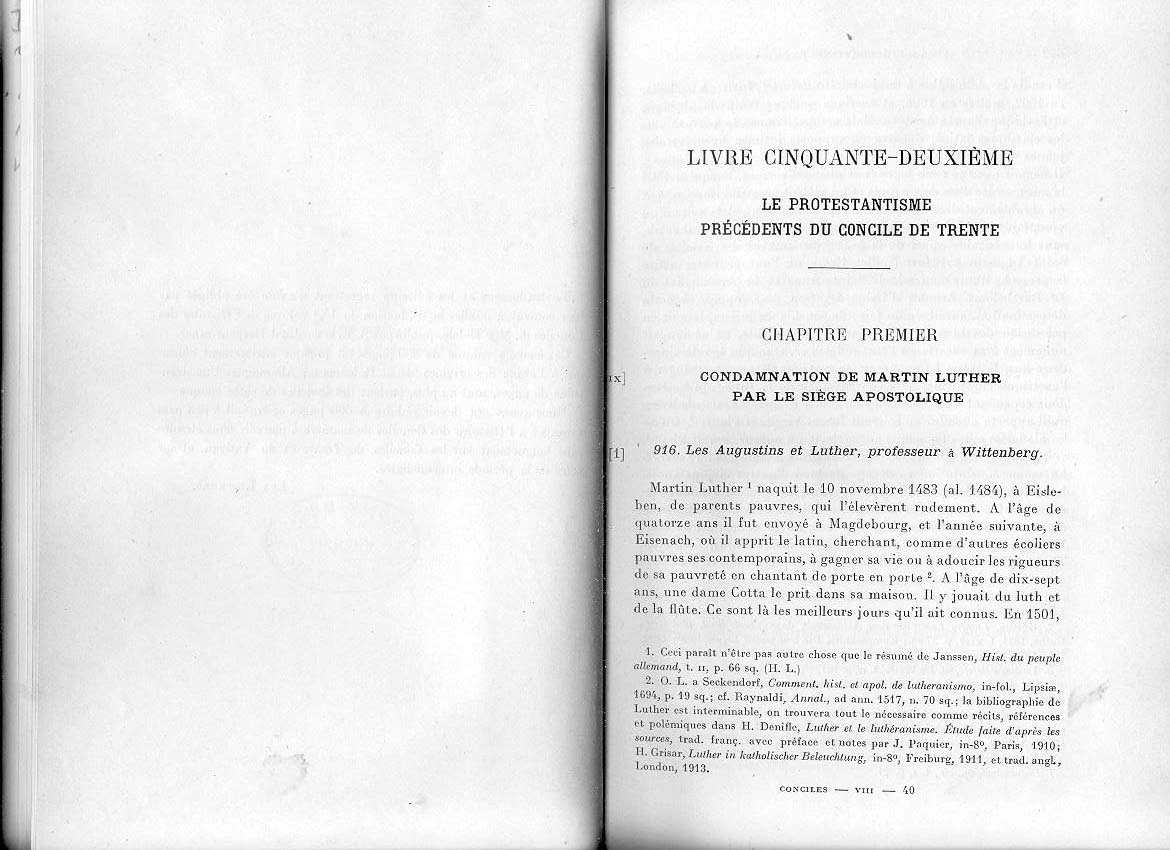 LIVRE CINQUANTE-DEUXIÈME
LE PROTESTANTISME
PRÉCÉDENTS DU CONCILE DE TRENTE
CHAPITRE PREMIER
IX]
CONDAMNATION DE MARTIN LUTHER
PAR LE SIÈGE APOSTOLIQUE
[1] 916. Les Augustins et Luther, professeur à Wittenberg.
Martin Luther ¹ naquit le 10 novembre 1483 (al. 1484), à Eisle-
ben, de parents pauvres, qui l'élevèrent rudement. A l'âge de
quatorze ans il fut envoyé à Magdebourg, et l'année suivante, à
Eisenach, où il apprit le latin, cherchant, comme d'autres écoliers
pauvres ses contemporains, à gagner sa vie ou à adoucir les rigueurs
de sa pauvreté en chantant de porte en porte ². A l'âge de dix-sept
ans, une dame Cotta le prit dans sa maison. Il y jouait du luth et
de la flûte. Ce sont là les meilleurs jours qu'il ait connus. En 1501,
1. Ceci paraît n'être pas autre chose que le résumé de Janssen, Hist. du peuple
allemand, t. II, p. 66 sq. (H. L.)
2. O. L. a Seckendorf, Comment. hist. et apol. de lutheranismo, in-fol., Lipsiæ,
1694, p. 19 sq.; cf. Raynaldi, Annal., ad ann. 1517, n. 70 sq.; la bibliographie de
Luther est interminable, on trouvera tout le nécessaire comme récits, références
et polémiques dans H. Denifle, Luther et le luthéranisme. Étude faite d'après les
sources, trad. franç. avec préface et notes par J. Paquier, in-8°, Paris, 1910;
H. Grisar, Luther in katholischer Beleuchtung, in-8°, Freiburg, 1911, et trad. angl.,
London, 1913.
CONCILES — VIII — 40